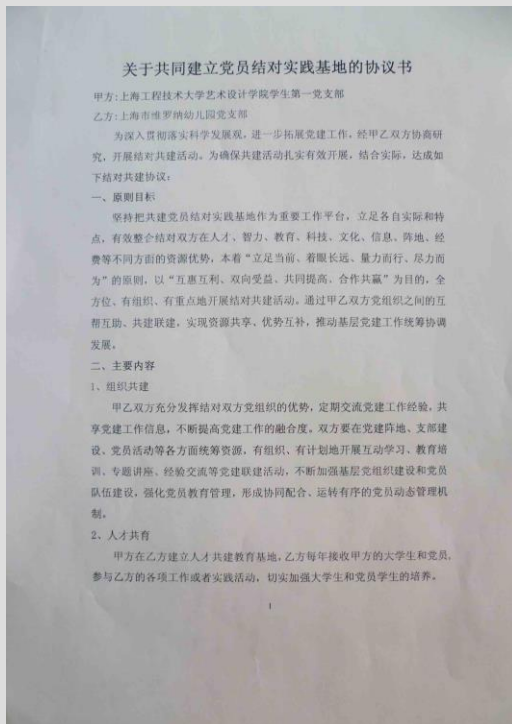 关于共同建立党员结对实践基地的协议书
甲方:上海工程技术大学艺术设计学院学生第一党支部
乙方:上海市维罗纳幼儿园党支部
为深入贯彻落实科学发展观,进一步拓展党建工作,经甲乙双方协商研
究,开展结对共建活动。为确保共建活动扎实有效开展,结合实际,达成如
下结对共建协议:
一、原则目标
坚持把共建党员结对实践基地作为重要工作平台,立足各自实际和特
点,有效整合结对双方在人才、智力、教育、科技、文化、信息、阵地、经
费等不同方面的资源优势,本着“立足当前、着眼长远、量力而行、尽力而
为”的原则,以“互惠互利、双向受益、共同提高、合作共赢”为目的,全
方位、有组织、有重点地开展结对共建活动。通过甲乙双方党组织之间的互
帮互助、共建联建,实现资源共享、优势互补,推动基层党建工作统筹协调
发展。
二、主要内容
1、组织共建
甲乙双方充分发挥结对双方党组织的优势,定期交流党建工作经验,共
享党建工作信息,不断提高党建工作的融合度。双方要在党建阵地、支部建
设、党员活动等各方面统筹资源,有组织、有计划地开展互动学习、教育培
训、专题讲座、经验交流等党建联建活动,不断加强基层党组织建设和党员
队伍建设,强化党员教育管理,形成协同配合、运转有序的党员动态管理机
制。
2、人才共有
甲方在乙方建立人才共建教育基地,乙方每年接收甲方的大学生和党员,
参与乙方的各项工作或者实践活动,切实加强大学生和党员学生的培养。
1